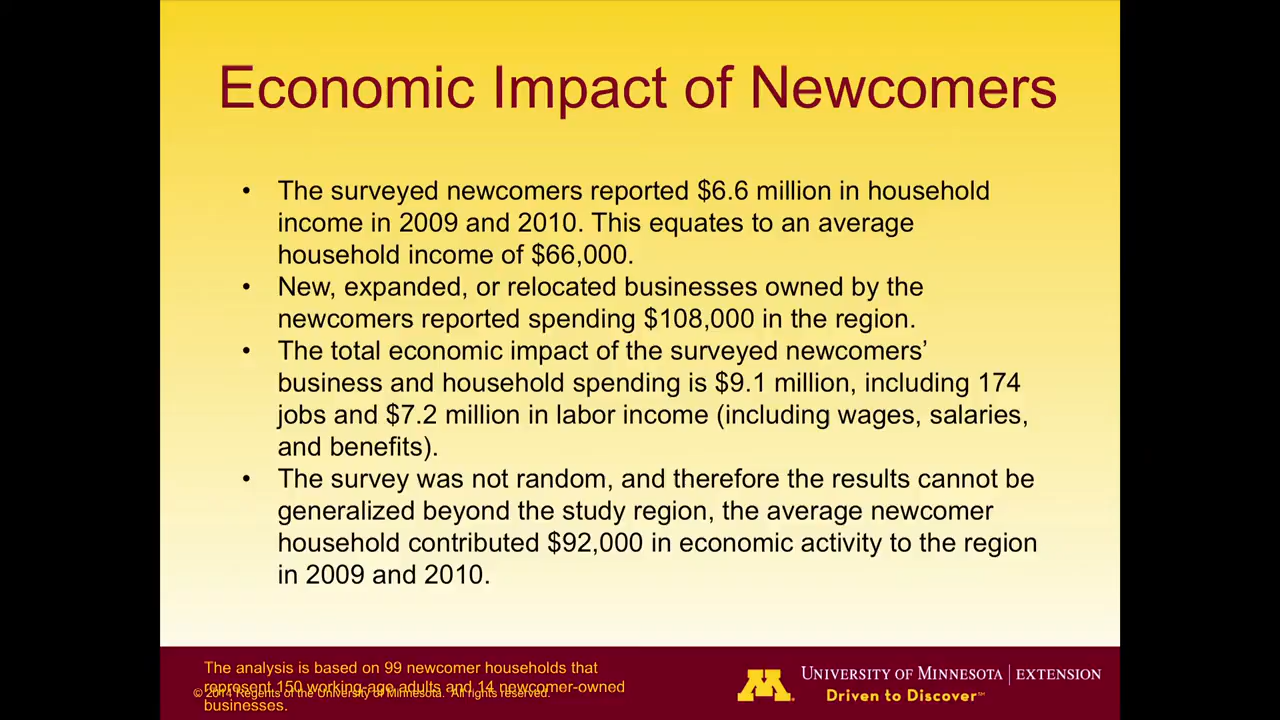 Economic Impact of Newcomers
• The surveyed newcomers reported $6.6 million in household
income in 2009 and 2010. This equates to an average
household income of $66,000.
• New, expanded, or relocated businesses owned by the
newcomers reported spending $108,000 in the region.
• The total economic impact of the surveyed newcomers’
business and household spending is $9.1 million, including 174
jobs and $7.2 million in labor income (including wages, salaries,
and benefits).
• The survey was not random, and therefore the results cannot be
generalized beyond the study region, the average newcomer
household contributed $92,000 in economic activity to the region
in 2009 and 2010.
The analysis is based on 99 newcomer households that
represent 150 working-age adults and 14 newcomer-owned
businesses.
© 2014 Regents of the University of Minnesota. All rights reserved.
M
UNIVERSITY OF MINNESOTA | EXTENSION
Driven to Discover℠